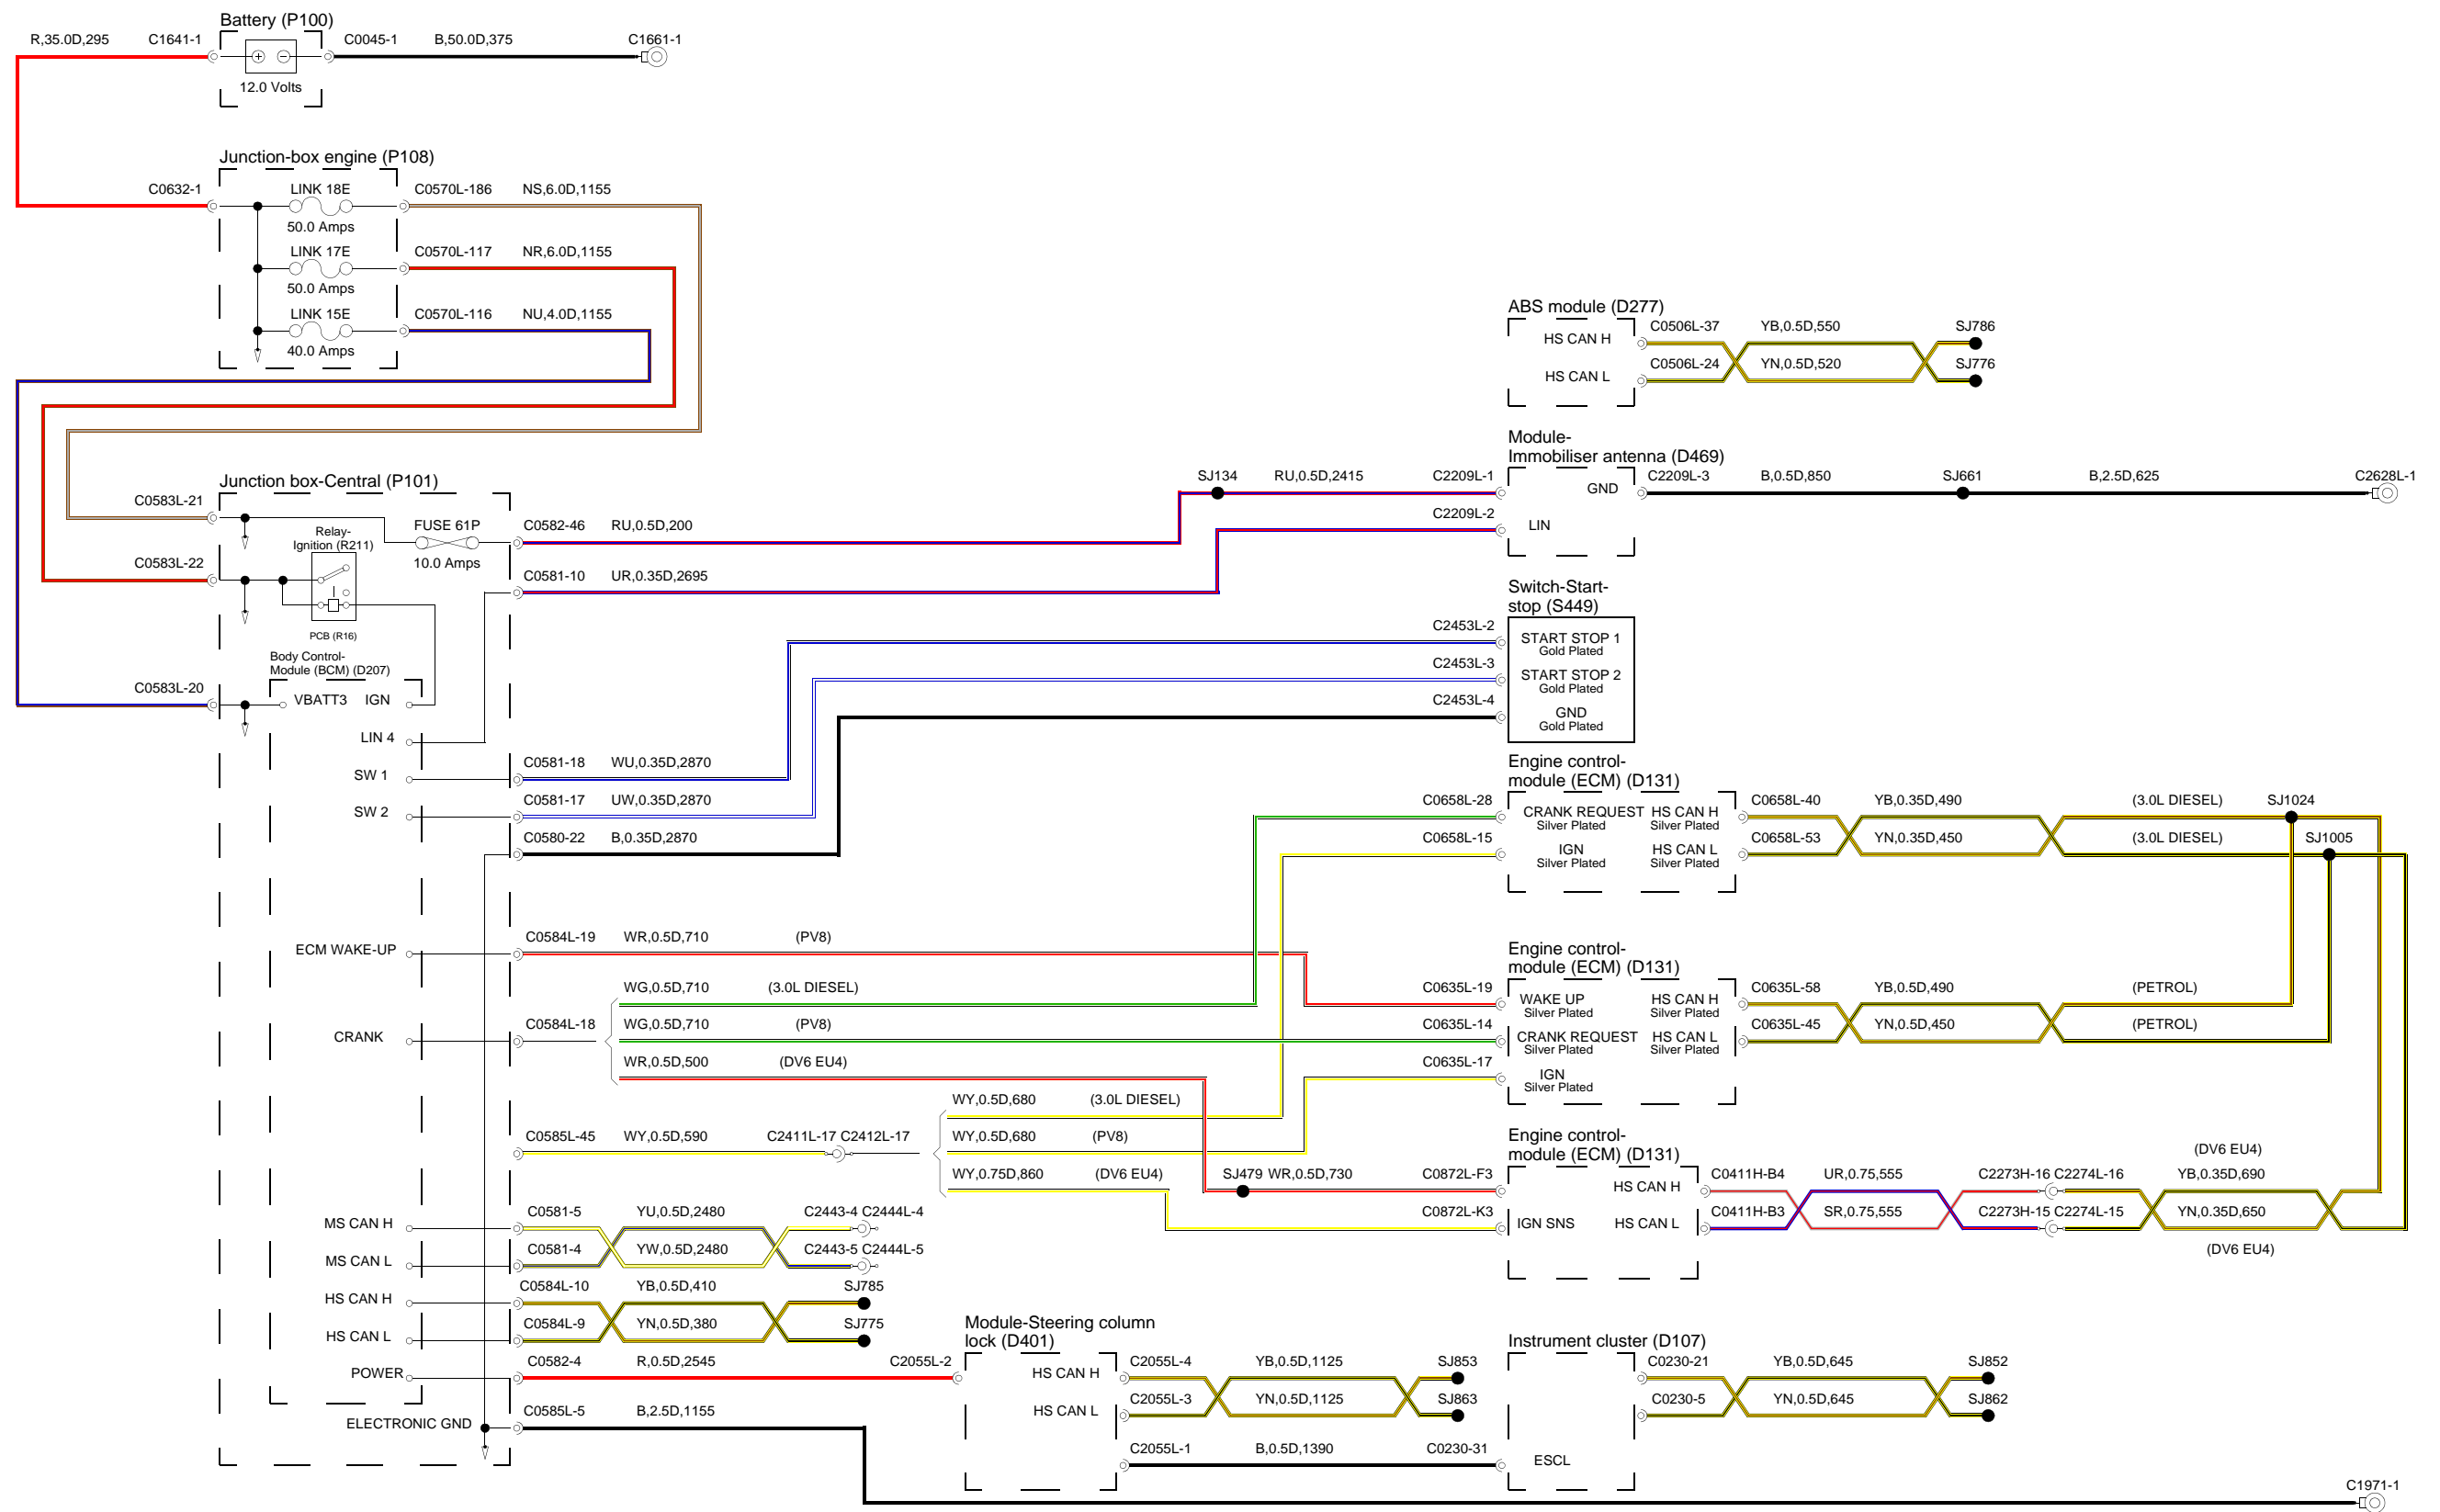 Battery (P100)
R,35.0D,295
C1641-1
C0045-1
B,50.0D,375
C1661-1
12.0 Volts
Junction-box engine (P108)
C0632-1
LINK 18E
C0570L-186
NS,6.0D,1155
50.0 Amps
LINK 17E
C0570L-117
NR,6.0D,1155
50.0 Amps
LINK 15E
C0570L-116
NU,4.0D,1155
40.0 Amps
ABS module (D277)
HS CAN H
C0506L-37
YB,0.5D,550
SJ786
HS CAN L
C0506L-24
YN,0.5D,520
SJ776
Module-
Immobiliser antenna (D469)
SJ134
RU,0.5D,2415
C2209L-1
GND
C2209L-3
B,0.5D,850
SJ661
B,2.5D,625
C2628L-1
C2209L-2
LIN
Junction box-Central (P101)
C0583L-21
Relay-
Ignition (R211)
FUSE 61P
10.0 Amps
C0582-46
RU,0.5D,200
C0583L-22
C0581-10
UR,0.35D,2695
PCB (R16)
Body Control-
Module (BCM) (D207)
C0583L-20
VBATT3
IGN
LIN 4
SW 1
C0581-18
WU,0.35D,2870
SW 2
C0581-17
UW,0.35D,2870
C0580-22
B,0.35D,2870
Switch-Start-
stop (S449)
C2453L-2
START STOP 1
Gold Plated
C2453L-3
START STOP 2
Gold Plated
C2453L-4
GND
Gold Plated
Engine control-
module (ECM) (D131)
C0658L-28
CRANK REQUEST
Silver Plated
HS CAN H
Silver Plated
C0658L-40
YB,0.35D,490
(3.0L DIESEL)
SJ1024
C0658L-15
IGN
Silver Plated
HS CAN L
Silver Plated
C0658L-53
YN,0.35D,450
(3.0L DIESEL)
SJ1005
ECM WAKE-UP
C0584L-19
WR,0.5D,710
(PV8)
WG,0.5D,710
(3.0L DIESEL)
CRANK
C0584L-18
WG,0.5D,710
(PV8)
WR,0.5D,500
(DV6 EU4)
Engine control-
module (ECM) (D131)
C0635L-19
WAKE UP
Silver Plated
HS CAN H
Silver Plated
C0635L-58
YB,0.5D,490
(PETROL)
C0635L-14
CRANK REQUEST
Silver Plated
HS CAN L
Silver Plated
C0635L-45
YN,0.5D,450
(PETROL)
C0635L-17
IGN
Silver Plated
WY,0.5D,680
(3.0L DIESEL)
C0585L-45
WY,0.5D,590
C2411L-17 C2412L-17
WY,0.5D,680
(PV8)
WY,0.75D,860
(DV6 EU4)
SJ479
WR,0.5D,730
Engine control-
module (ECM) (D131)
C0872L-F3
HS CAN H
C0411H-B4
UR,0.75,555
C2273H-16 C2274L-16
(DV6 EU4)
YB,0.35D,690
C0872L-K3
IGN SNS
HS CAN L
C0411H-B3
SR,0.75,555
C2273H-15 C2274L-15
YN,0.35D,650
(DV6 EU4)
MS CAN H
C0581-5
YU,0.5D,2480
C2443-4 C2444L-4
MS CAN L
C0581-4
YW,0.5D,2480
C2443-5 C2444L-5
HS CAN H
C0584L-10
YB,0.5D,410
SJ785
HS CAN L
C0584L-9
YN,0.5D,380
SJ775
POWER
C0582-4
R,0.5D,2545
C2055L-2
ELECTRONIC GND
C0585L-5
B,2.5D,1155
Module-Steering column
lock (D401)
HS CAN H
C2055L-4
YB,0.5D,1125
SJ853
HS CAN L
C2055L-3
YN,0.5D,1125
SJ863
C2055L-1
B,0.5D,1390
C0230-31
Instrument cluster (D107)
C0230-21
YB,0.5D,645
SJ852
C0230-5
YN,0.5D,645
SJ862
ESCL
C1971-1